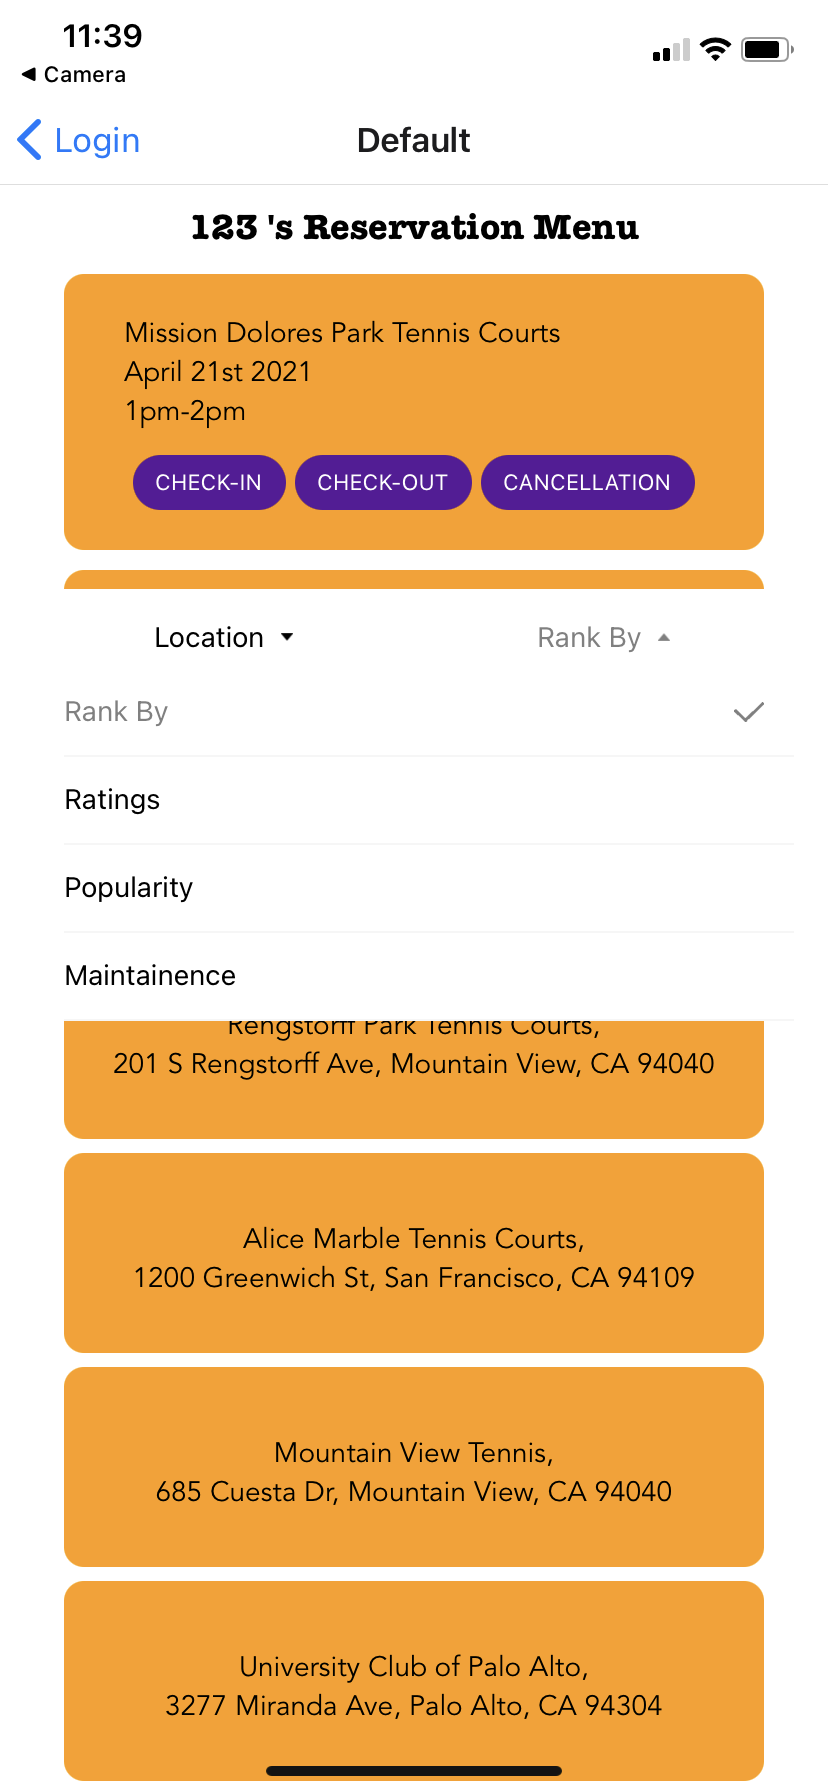 11:39
Camera
Login
Default
123 's Reservation Menu
Mission Dolores Park Tennis Courts
April 21st 2021
1pm-2pm
CHECK-IN CHECK-OUT CANCELLATION
Location Rank By
Rank By
Ratings
Popularity
Maintainence
Rengstorff Park Tennis Courts,
201 S Rengstorff Ave, Mountain View, CA 94040
Alice Marble Tennis Courts,
1200 Greenwich St, San Francisco, CA 94109
Mountain View Tennis,
685 Cuesta Dr, Mountain View, CA 94040
University Club of Palo Alto,
3277 Miranda Ave, Palo Alto, CA 94304